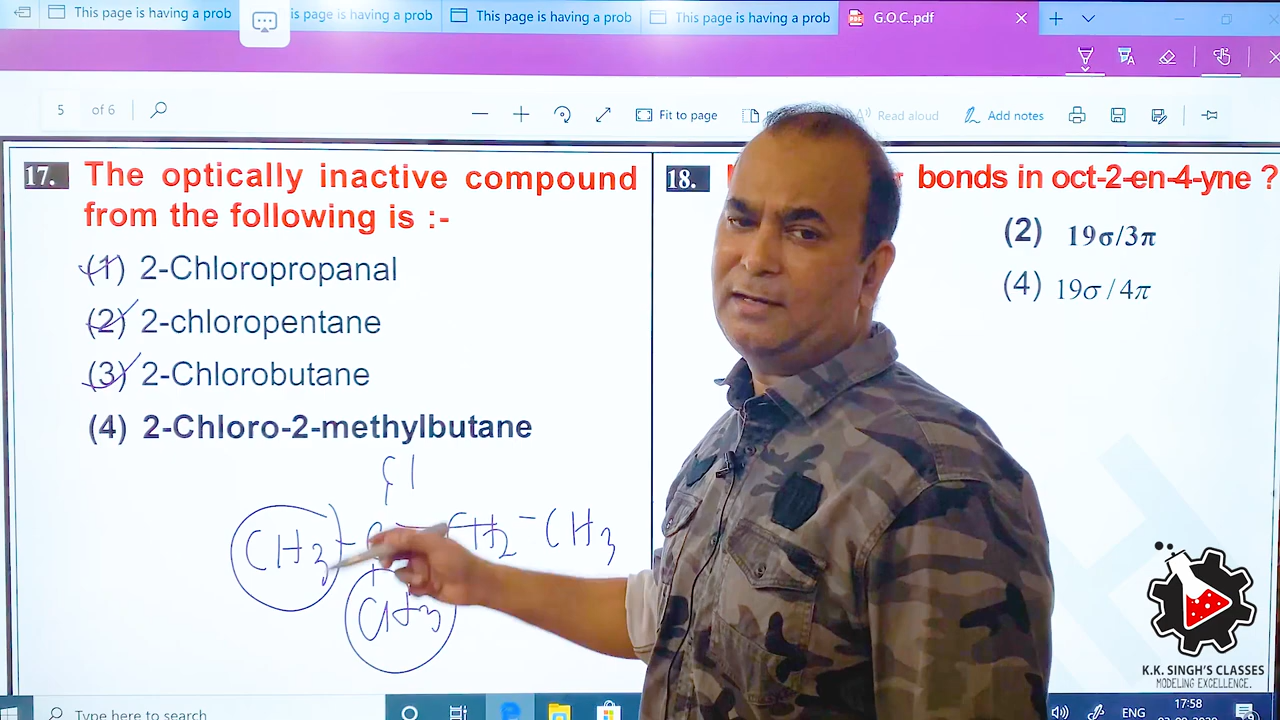 This page is having a prob
is page is having a prob
This page is having a prob
This page is having a prob
G.O.C..pdf
5 of 6
Fit to page
Read aloud
Add notes
17. The optically inactive compound
from the following is :-
(1) 2-Chloropropanal
(2) 2-chloropentane
(3) 2-Chlorobutane
(4) 2-Chloro-2-methylbutane
Cl
CH3 - CH2 - CH3
CH3
18. bonds in oct-2-en-4-yne ?
(2) 19σ/3π
(4) 19σ/4π
K.K. SINGH'S CLASSES
MODELING EXCELLENCE.
Type here to search
ENG
17:58